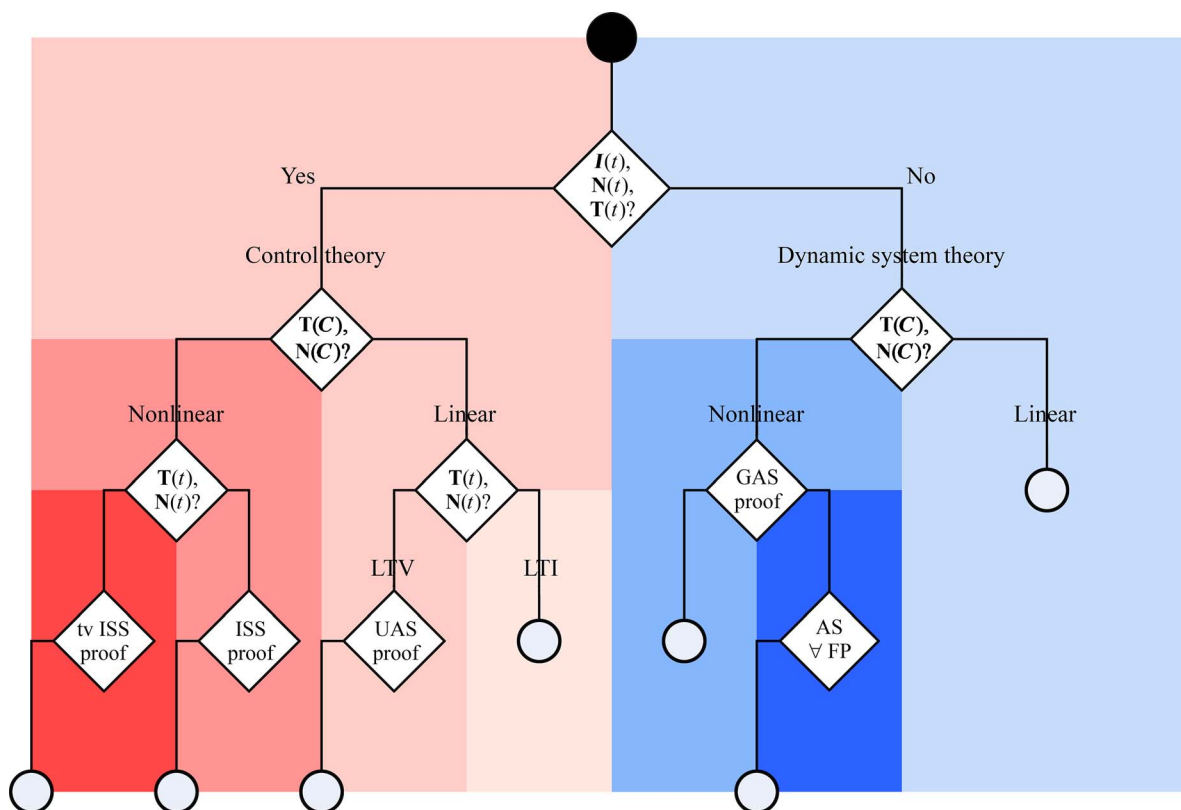 I(t),
N(t),
T(t)?
Yes
No
Control theory
Dynamic system theory
T(C),
N(C)?
T(C),
N(C)?
Nonlinear
Linear
Nonlinear
Linear
T(t),
N(t)?
T(t),
N(t)?
GAS
proof
LTV
LTI
tv ISS
proof
ISS
proof
UAS
proof
AS
∀ FP